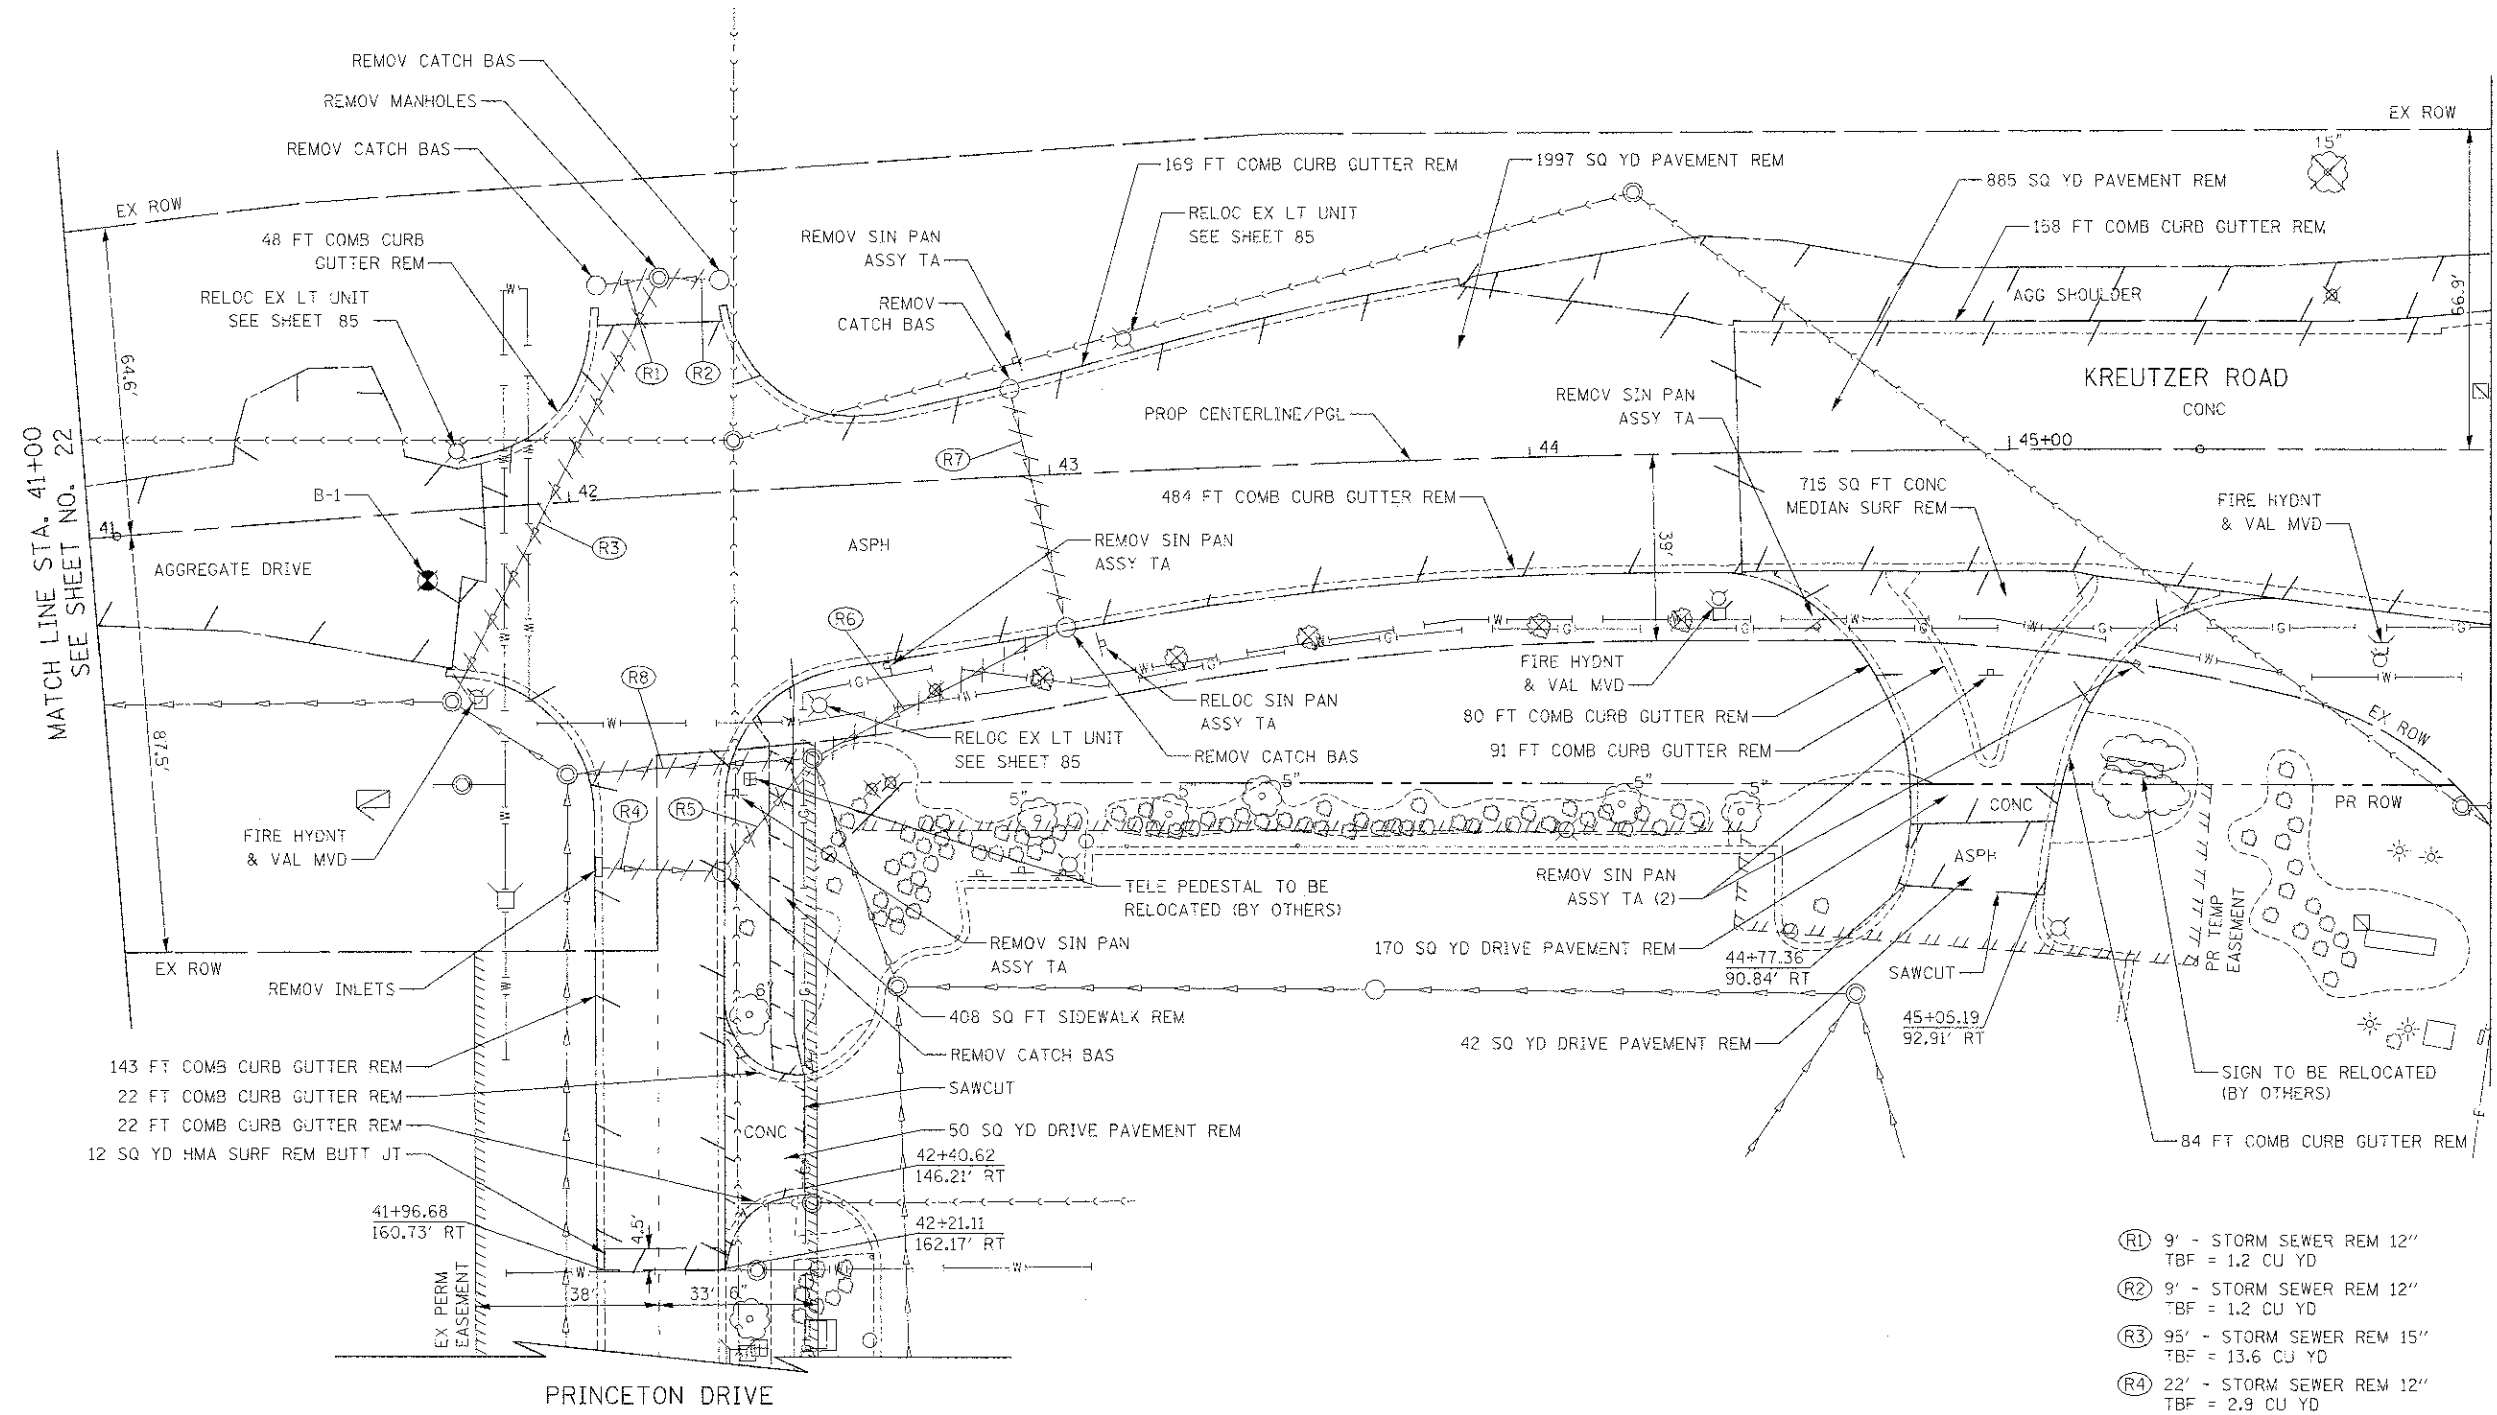 REMOV CATCH BAS
REMOV MANHOLES
REMOV CATCH BAS
EX ROW
48 FT COMB CURB
GUTTER REM
RELOC EX LT UNIT
SEE SHEET 85
W
R1
R2
REMOV SIN PAN
ASSY TA
REMOV
CATCH BAS
169 FT COMB CURB GUTTER REM
RELOC EX LT UNIT
SEE SHEET 85
1997 SQ YD PAVEMENT REM
885 SQ YD PAVEMENT REM
158 FT COMB CURB GUTTER REM
EX ROW
15"
AGG SHOULDER
66.9'
KREUTZER ROAD
CONC
REMOV SIN PAN
ASSY TA
PROP CENTERLINE/PGL
64.6'
MATCH LINE STA. 41+00
SEE SHEET NO. 22
41
42
43
44
45+00
R7
B-1
R3
AGGREGATE DRIVE
ASPH
484 FT COMB CURB GUTTER REM
715 SQ FT CONC
MEDIAN SURF REM
FIRE HYDNT
& VAL MVD
39'
REMOV SIN PAN
ASSY TA
R6
R8
87.5'
RELOC SIN PAN
ASSY TA
FIRE HYDNT
& VAL MVD
80 FT COMB CURB GUTTER REM
91 FT COMB CURB GUTTER REM
EX ROW
RELOC EX LT UNIT
SEE SHEET 85
REMOV CATCH BAS
5"
5"
5"
5"
5"
R4
R5
FIRE HYDNT
& VAL MVD
CONC
PR ROW
ASPH
REMOV SIN PAN
ASSY TA (2)
TELE PEDESTAL TO BE
RELOCATED (BY OTHERS)
REMOV SIN PAN
ASSY TA
170 SQ YD DRIVE PAVEMENT REM
44+77.36
90.84' RT
SAWCUT
PR TEMP
EASEMENT
EX ROW
REMOV INLETS
6"
408 SQ FT SIDEWALK REM
REMOV CATCH BAS
42 SQ YD DRIVE PAVEMENT REM
45+05.19
92.91' RT
SIGN TO BE RELOCATED
(BY OTHERS)
84 FT COMB CURB GUTTER REM
E
143 FT COMB CURB GUTTER REM
22 FT COMB CURB GUTTER REM
22 FT COMB CURB GUTTER REM
12 SQ YD HMA SURF REM BUTT JT
SAWCUT
CONC
50 SQ YD DRIVE PAVEMENT REM
42+40.62
146.21' RT
41+96.68
160.73' RT
4.5'
42+21.11
162.17' RT
EX PERM
EASEMENT
38'
33'
6"
PRINCETON DRIVE
R1 9' - STORM SEWER REM 12"
TBF = 1.2 CU YD
R2 9' - STORM SEWER REM 12"
TBF = 1.2 CU YD
R3 95' - STORM SEWER REM 15"
TBF = 13.6 CU YD
R4 22' - STORM SEWER REM 12"
TBF = 2.9 CU YD